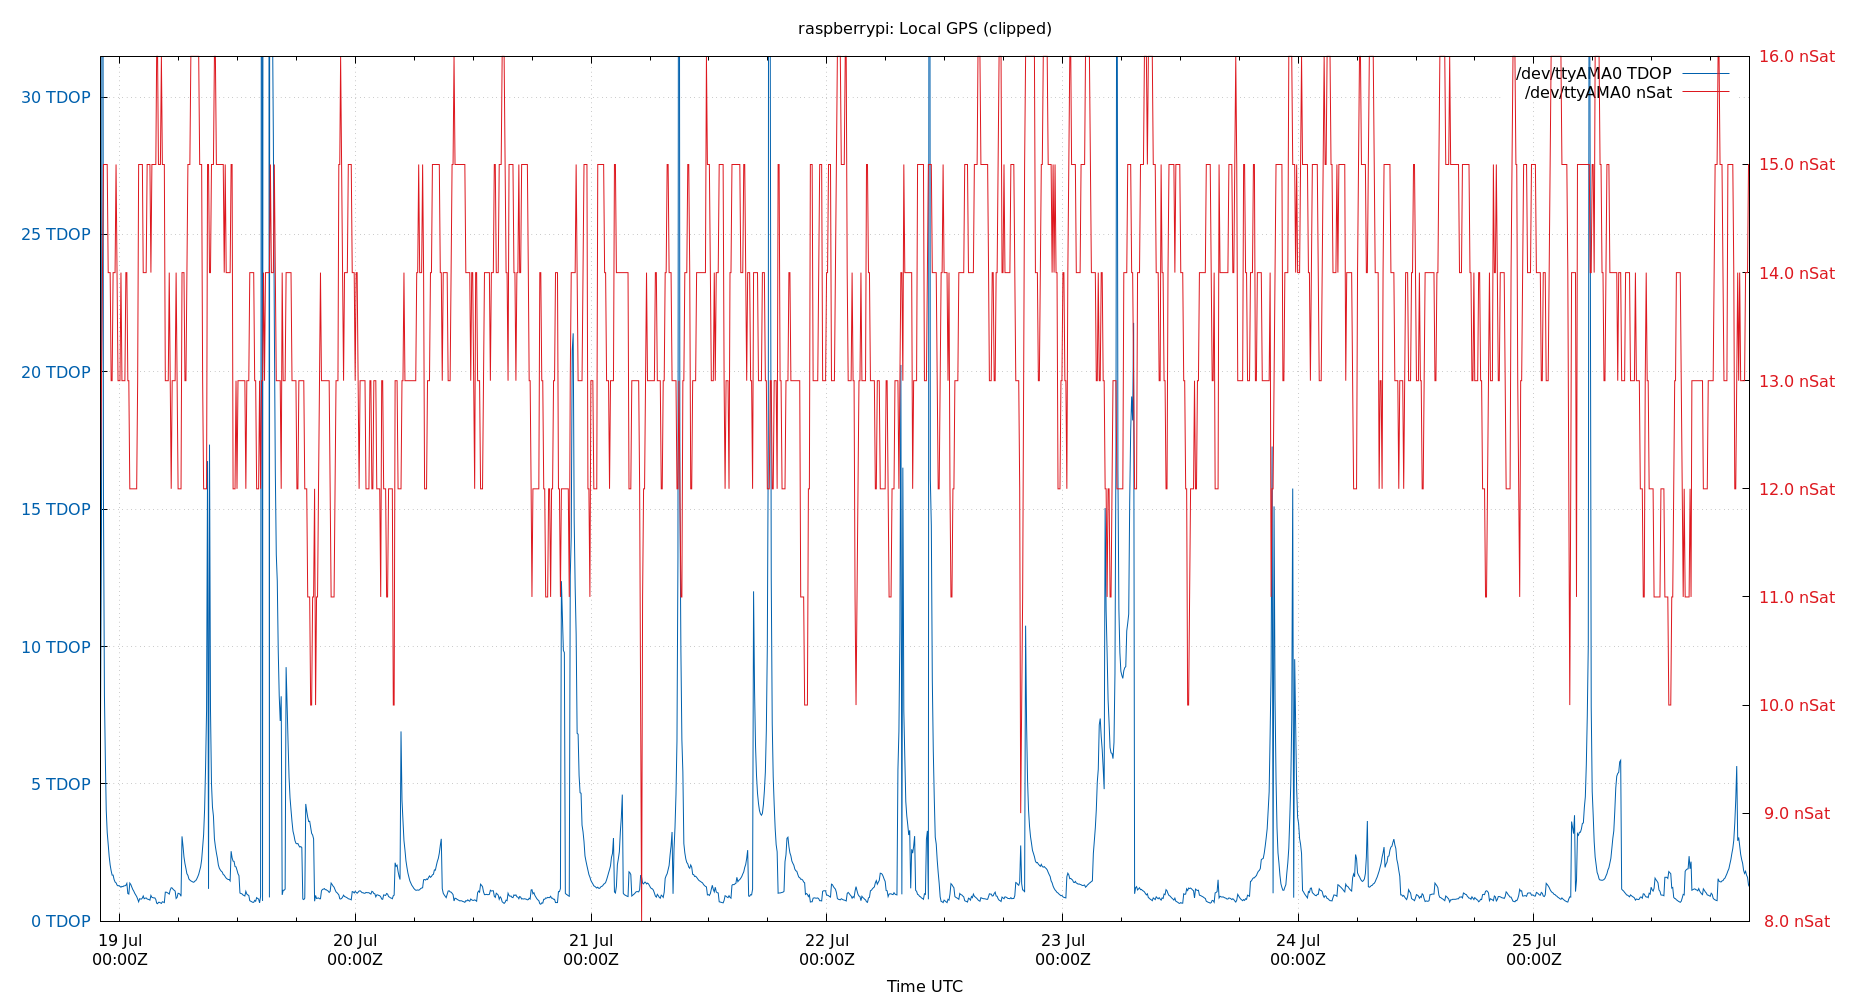 raspberrypi: Local GPS (clipped)
/dev/ttyAMA0 TDOP
/dev/ttyAMA0 nSat
30 TDOP
25 TDOP
20 TDOP
15 TDOP
10 TDOP
5 TDOP
0 TDOP
16.0 nSat
15.0 nSat
14.0 nSat
13.0 nSat
12.0 nSat
11.0 nSat
10.0 nSat
9.0 nSat
8.0 nSat
19 Jul
00:00Z
20 Jul
00:00Z
21 Jul
00:00Z
22 Jul
00:00Z
23 Jul
00:00Z
24 Jul
00:00Z
25 Jul
00:00Z
Time UTC